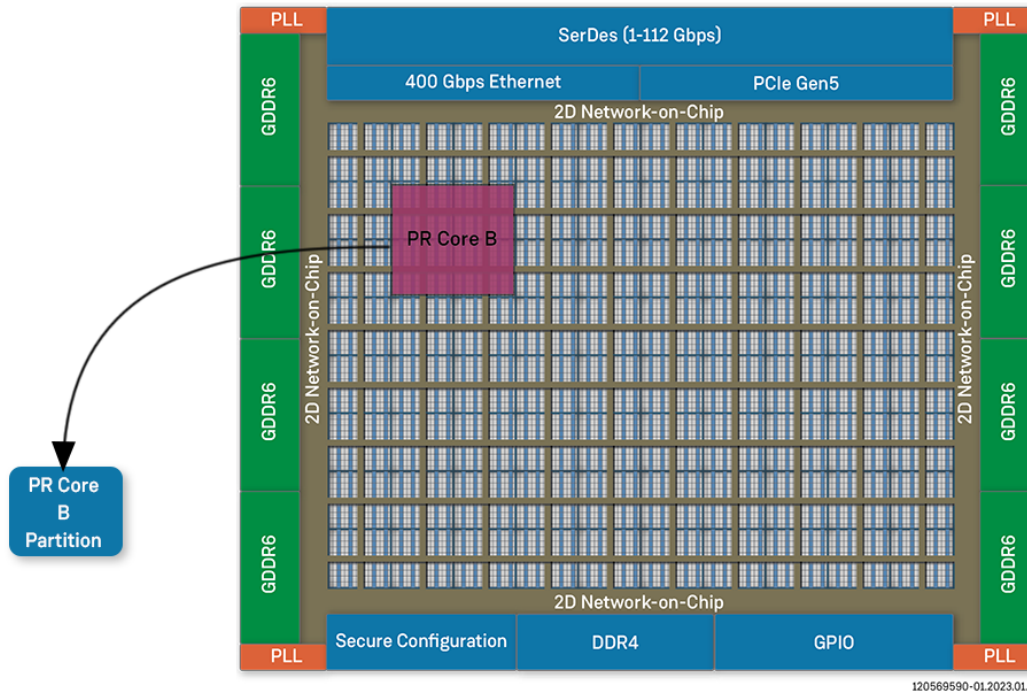 PLL
SerDes (1-112 Gbps)
PLL
400 Gbps Ethernet
PCIe Gen5
2D Network-on-Chip
GDDR6
GDDR6
GDDR6
GDDR6
2D Network-on-Chip
PR Core B
2D Network-on-Chip
GDDR6
GDDR6
GDDR6
GDDR6
PR Core
B
Partition
2D Network-on-Chip
Secure Configuration
DDR4
GPIO
PLL
PLL
120569590-01.2023.01.